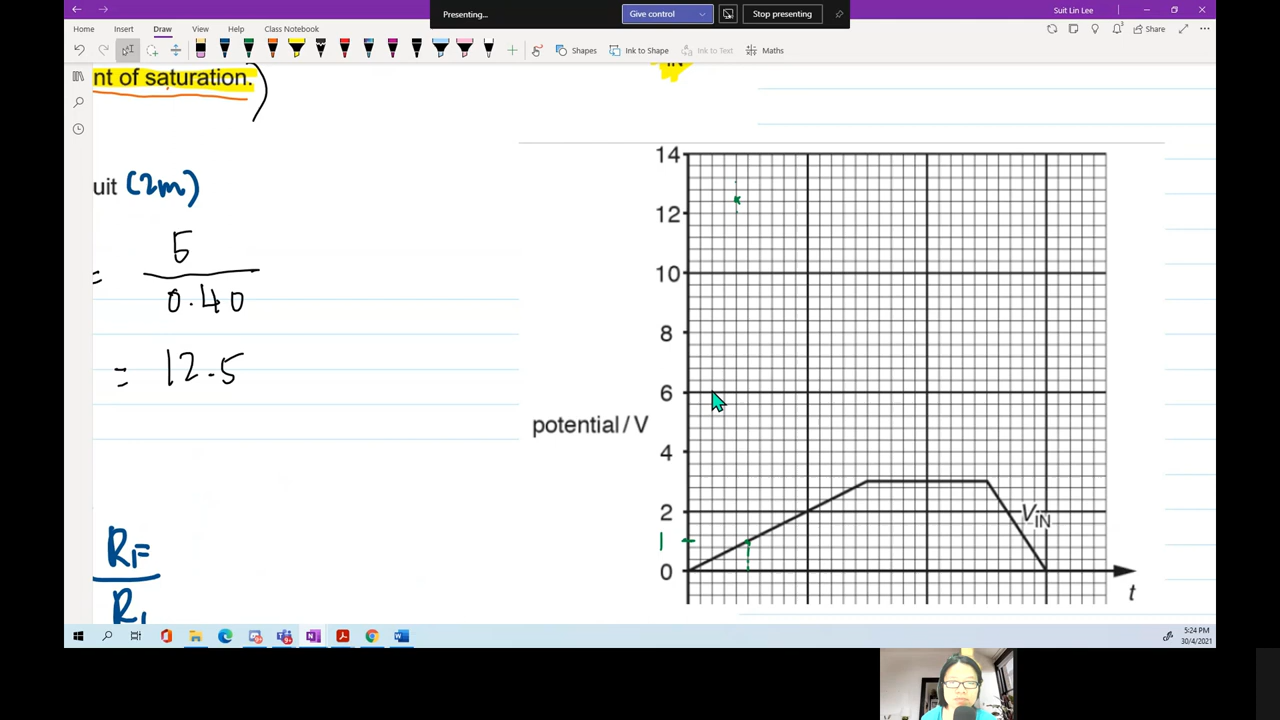 Suit Lin Lee
Presenting...
Give control
Stop presenting
Home Insert Draw View Help Class Notebook
Share
Shapes Ink to Shape Ink to Text Maths
nt of saturation.)
IN
uit (2m)
= 5
0.40
= 12.5
RF
R1
14
12
10
8
6
potential / V
4
2
1
0
VIN
t
5:24 PM
30/4/2021